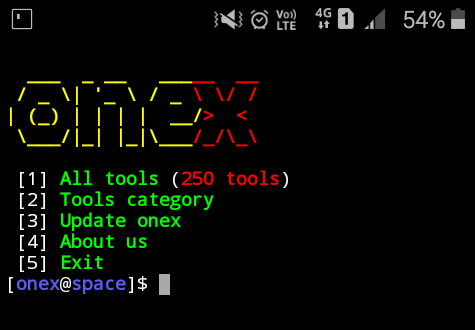 Vo)) LTE 4G 1 54%
onex
[1] All tools (250 tools)
[2] Tools category
[3] Update onex
[4] About us
[5] Exit
[onex@space]$